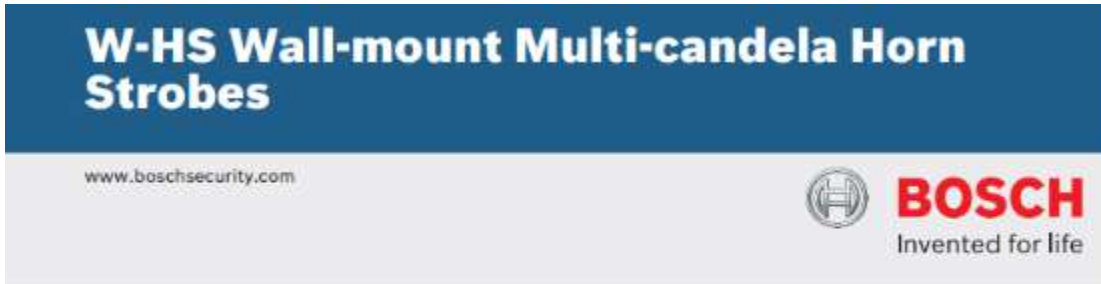 W-HS Wall-mount Multi-candela Horn
Strobes
www.boschsecurity.com
BOSCH
Invented for life